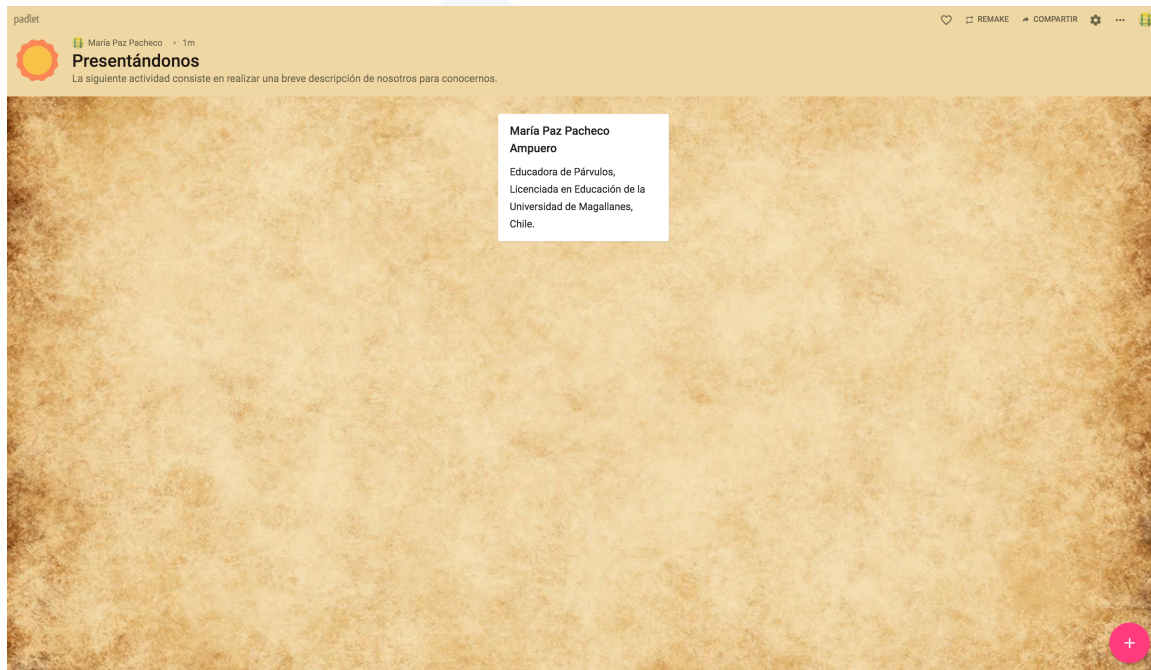 padlet
REMAKE
COMPARTIR
María Paz Pacheco • 1m
Presentándonos
La siguiente actividad consiste en realizar una breve descripción de nosotros para conocernos.
María Paz Pacheco
Ampuero
Educadora de Párvulos,
Licenciada en Educación de la
Universidad de Magallanes,
Chile.